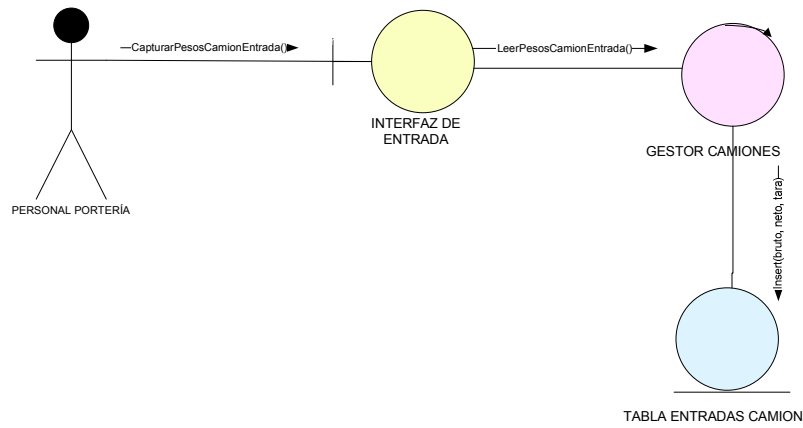 CapturarPesosCamionEntrada()
LeerPesosCamionEntrada()
INTERFAZ DE
ENTRADA
GESTOR CAMIONES
PERSONAL PORTERÍA
Insert(bruto, neto, tara)
TABLA ENTRADAS CAMION